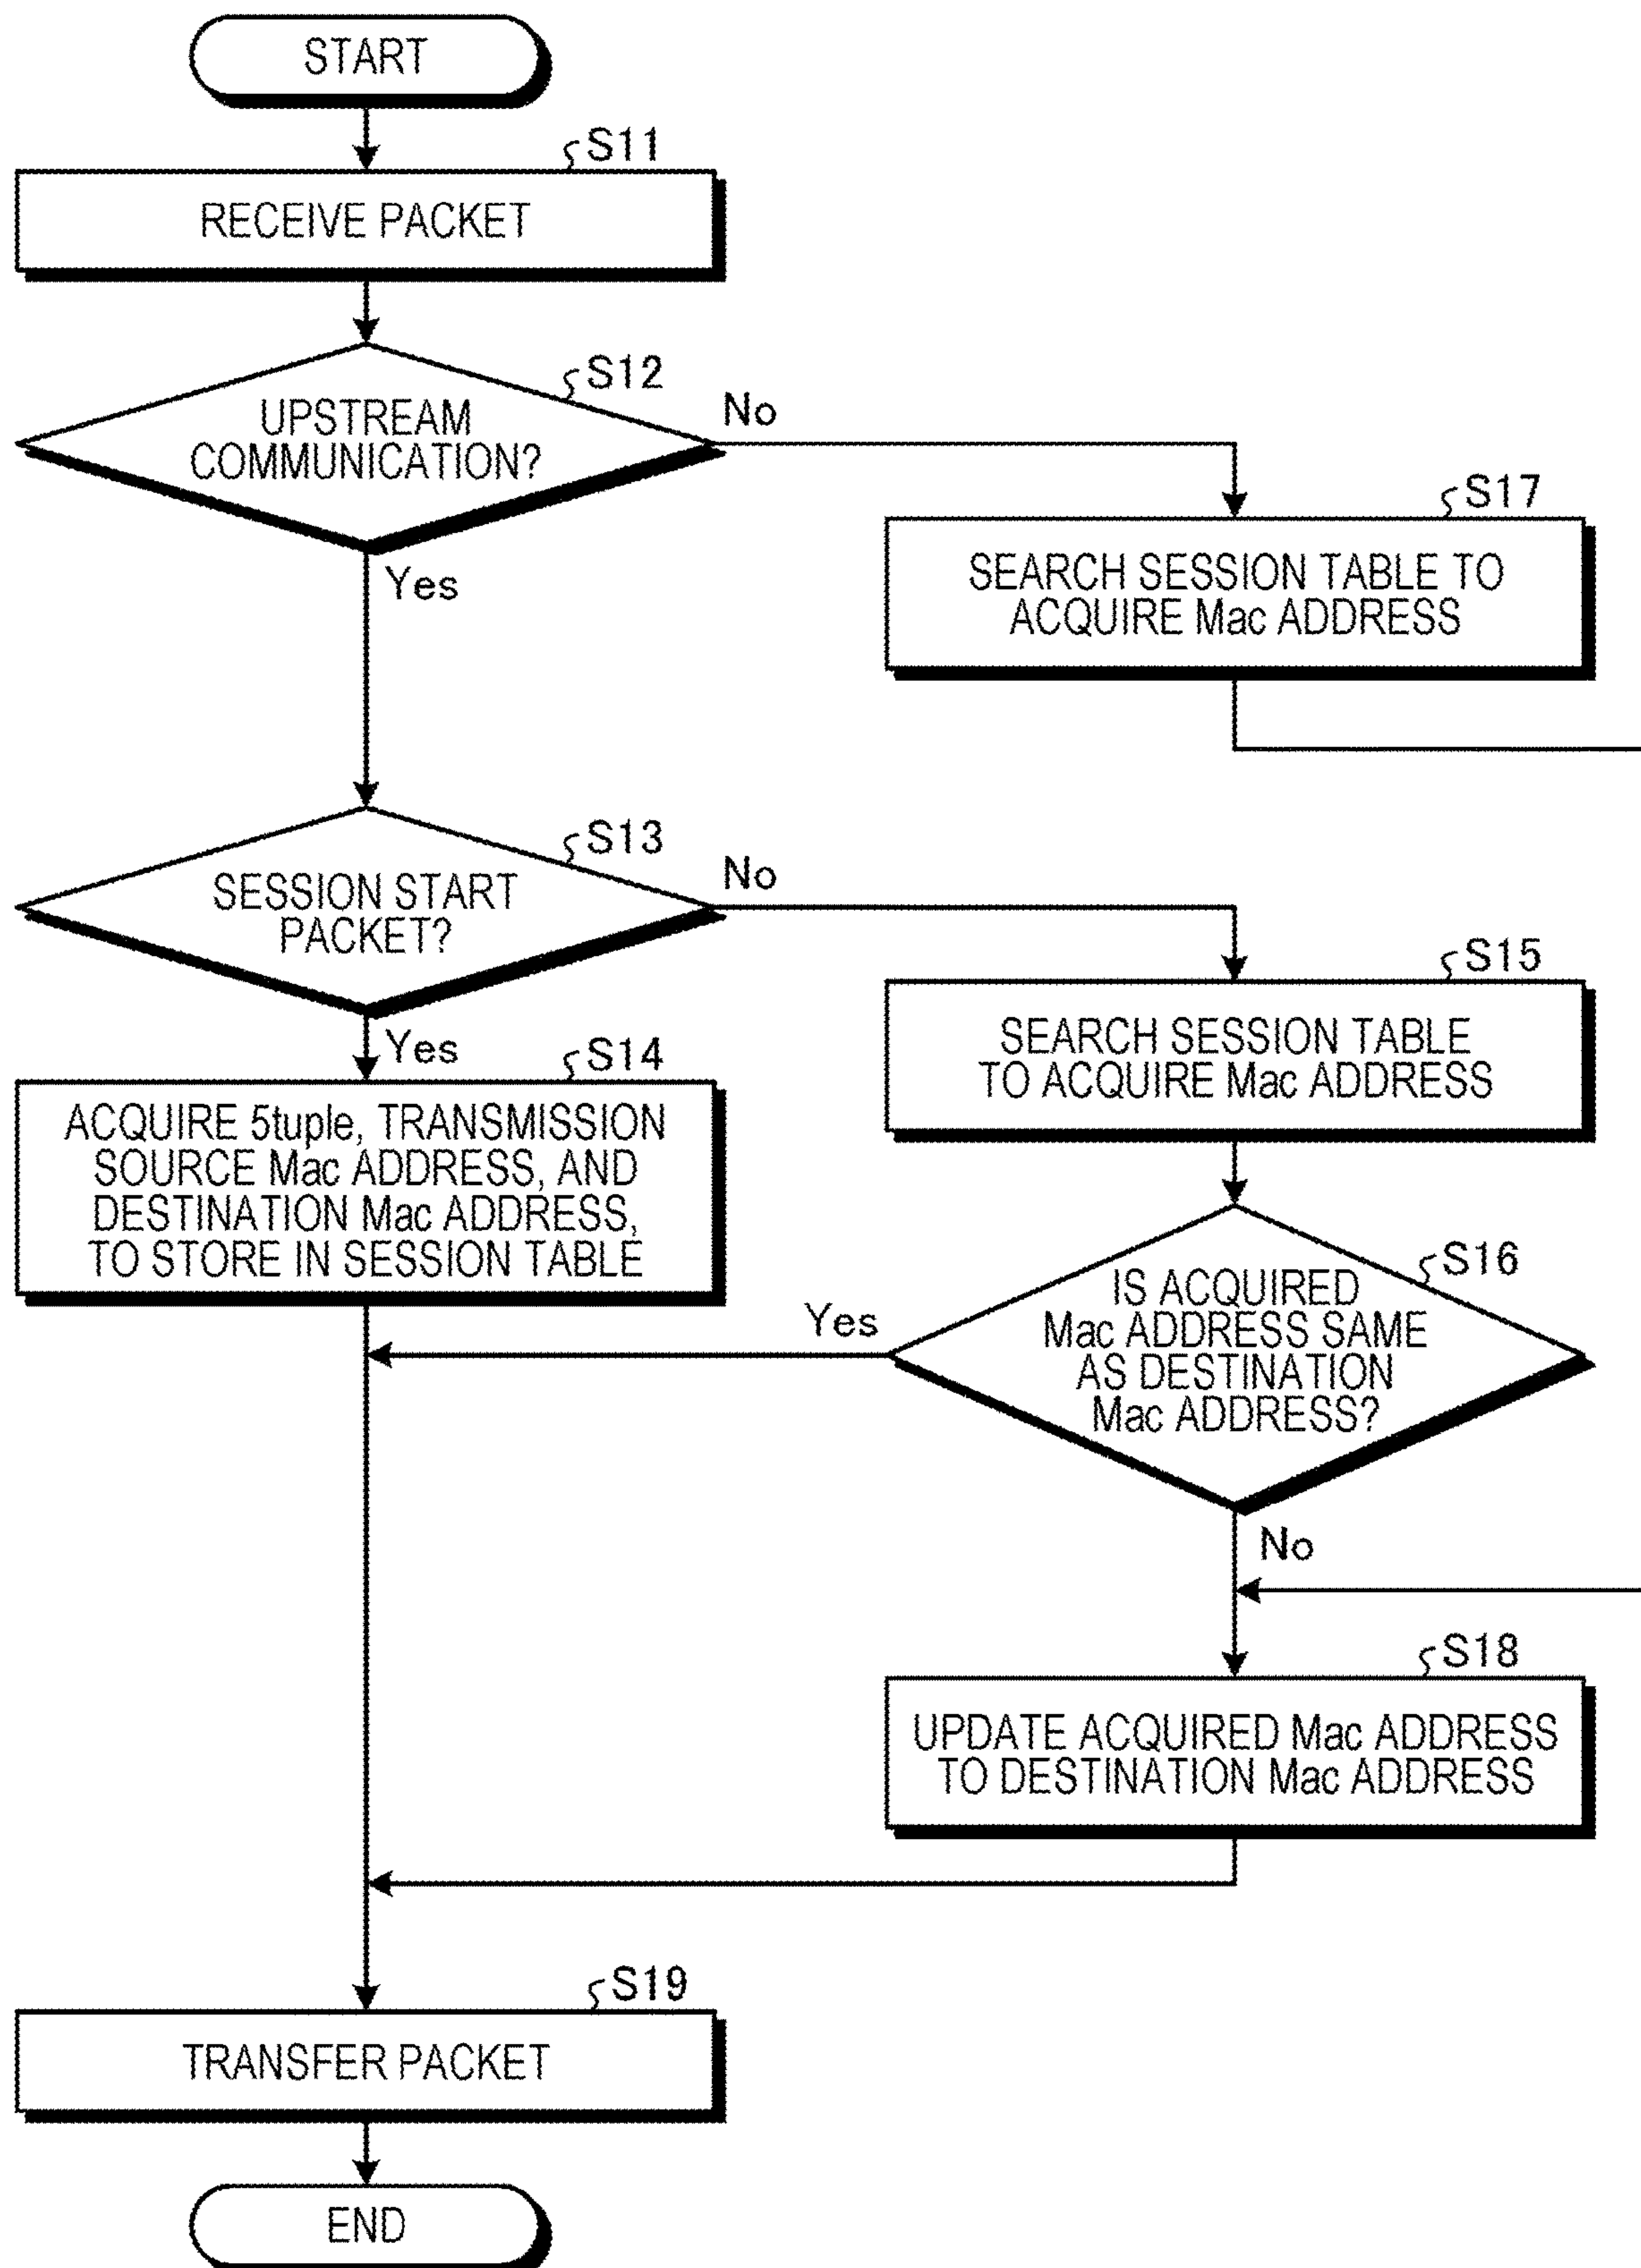 START
S11
RECEIVE PACKET
S12
UPSTREAM
COMMUNICATION?
No
Yes
S17
SEARCH SESSION TABLE TO
ACQUIRE Mac ADDRESS
S13
SESSION START
PACKET?
No
Yes
S14
ACQUIRE 5tuple, TRANSMISSION
SOURCE Mac ADDRESS, AND
DESTINATION Mac ADDRESS,
TO STORE IN SESSION TABLE
S15
SEARCH SESSION TABLE
TO ACQUIRE Mac ADDRESS
S16
IS ACQUIRED
Mac ADDRESS SAME
AS DESTINATION
Mac ADDRESS?
Yes
No
S18
UPDATE ACQUIRED Mac ADDRESS
TO DESTINATION Mac ADDRESS
S19
TRANSFER PACKET
END